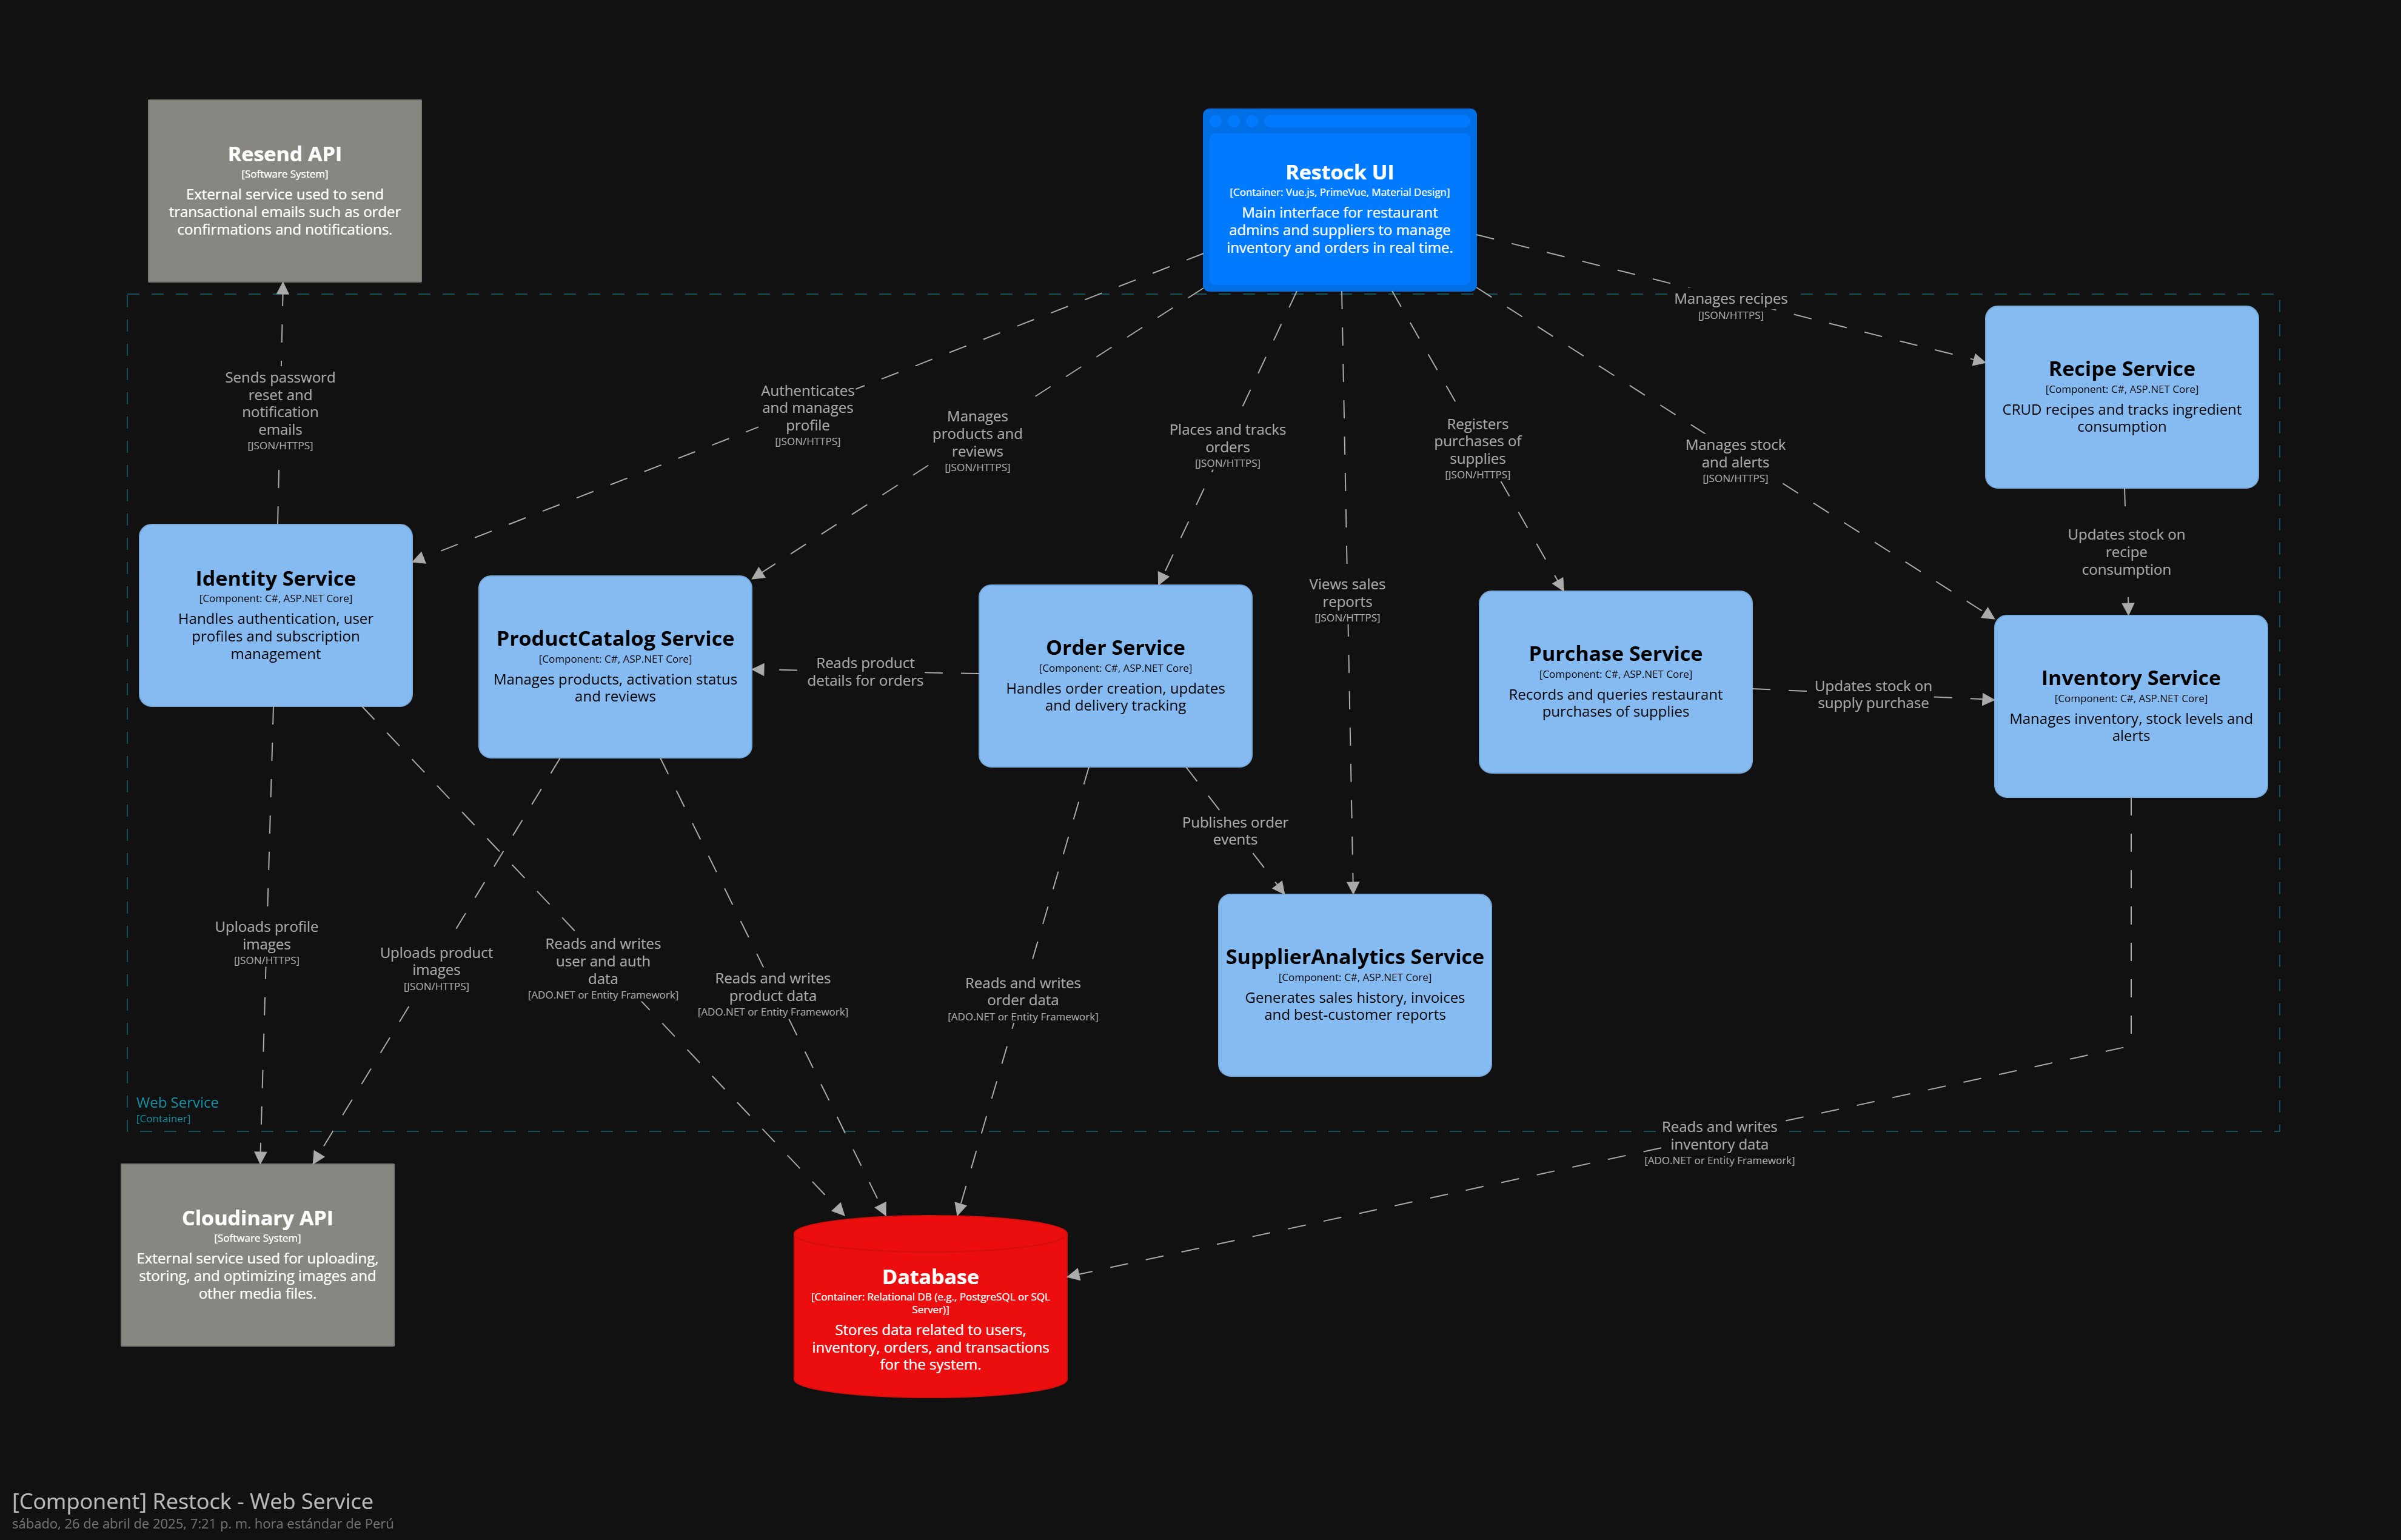 Resend API
[Software System]
External service used to send
transactional emails such as order
confirmations and notifications.
Restock UI
[Container: Vue.js, PrimeVue, Material Design]
Main interface for restaurant
admins and suppliers to manage
inventory and orders in real time.
Manages recipes
[JSON/HTTPS]
Recipe Service
[Component: C#, ASP.NET Core]
CRUD recipes and tracks ingredient
consumption
Sends password
reset and
notification
emails
[JSON/HTTPS]
Authenticates
and manages
profile
[JSON/HTTPS]
Manages
products and
reviews
[JSON/HTTPS]
Places and tracks
orders
[JSON/HTTPS]
Registers
purchases of
supplies
[JSON/HTTPS]
Manages stock
and alerts
[JSON/HTTPS]
Updates stock on
recipe
consumption
Views sales
reports
[JSON/HTTPS]
Identity Service
[Component: C#, ASP.NET Core]
Handles authentication, user
profiles and subscription
management
ProductCatalog Service
[Component: C#, ASP.NET Core]
Manages products, activation status
and reviews
Reads product
details for orders
Order Service
[Component: C#, ASP.NET Core]
Handles order creation, updates
and delivery tracking
Purchase Service
[Component: C#, ASP.NET Core]
Records and queries restaurant
purchases of supplies
Updates stock on
supply purchase
Inventory Service
[Component: C#, ASP.NET Core]
Manages inventory, stock levels and
alerts
Publishes order
events
Uploads profile
images
[JSON/HTTPS]
Uploads product
images
[JSON/HTTPS]
Reads and writes
user and auth
data
[ADO.NET or Entity Framework]
Reads and writes
product data
[ADO.NET or Entity Framework]
Reads and writes
order data
[ADO.NET or Entity Framework]
SupplierAnalytics Service
[Component: C#, ASP.NET Core]
Generates sales history, invoices
and best-customer reports
Web Service
[Container]
Reads and writes
inventory data
[ADO.NET or Entity Framework]
Cloudinary API
[Software System]
External service used for uploading,
storing, and optimizing images and
other media files.
Database
[Container: Relational DB (e.g., PostgreSQL or SQL
Server)]
Stores data related to users,
inventory, orders, and transactions
for the system.
[Component] Restock - Web Service
sábado, 26 de abril de 2025, 7:21 p. m. hora estándar de Perú